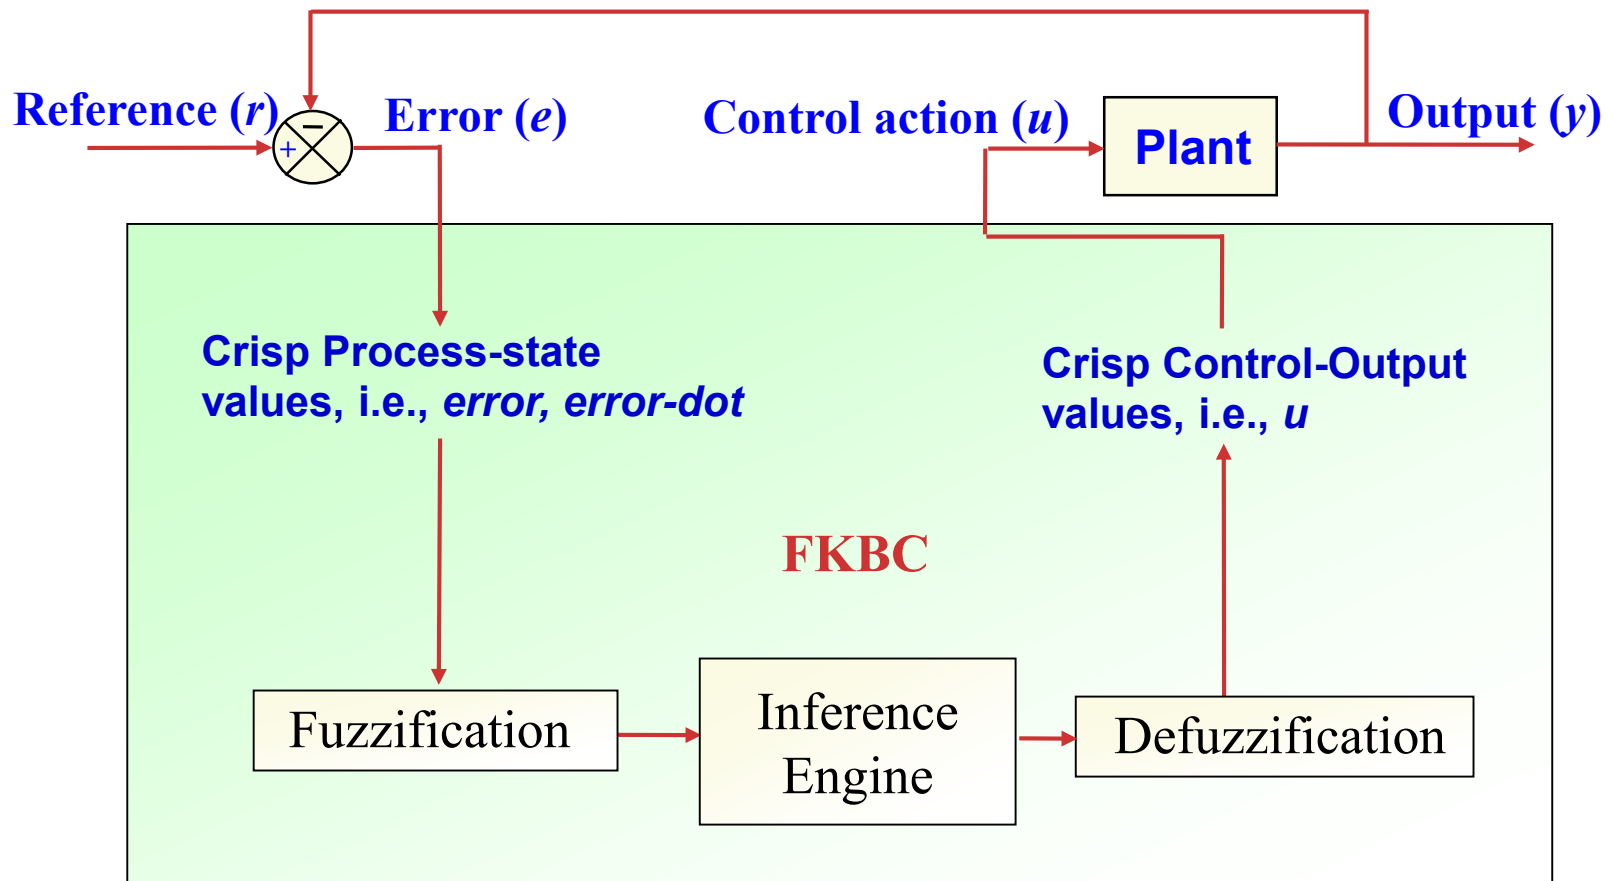 Reference (r)
−
+
Error (e)
Control action (u)
Plant
Output (y)
Crisp Process-state
values, i.e., error, error-dot
Crisp Control-Output
values, i.e., u
FKBC
Fuzzification
Inference
Engine
Defuzzification